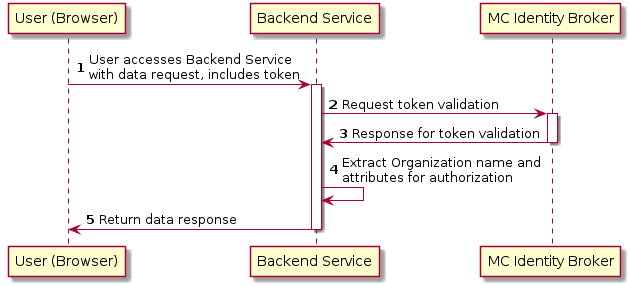 User (Browser)
Backend Service
MC Identity Broker
1 User accesses Backend Service
with data request, includes token
2 Request token validation
3 Response for token validation
4 Extract Organization name and
attributes for authorization
5 Return data response
User (Browser)
Backend Service
MC Identity Broker